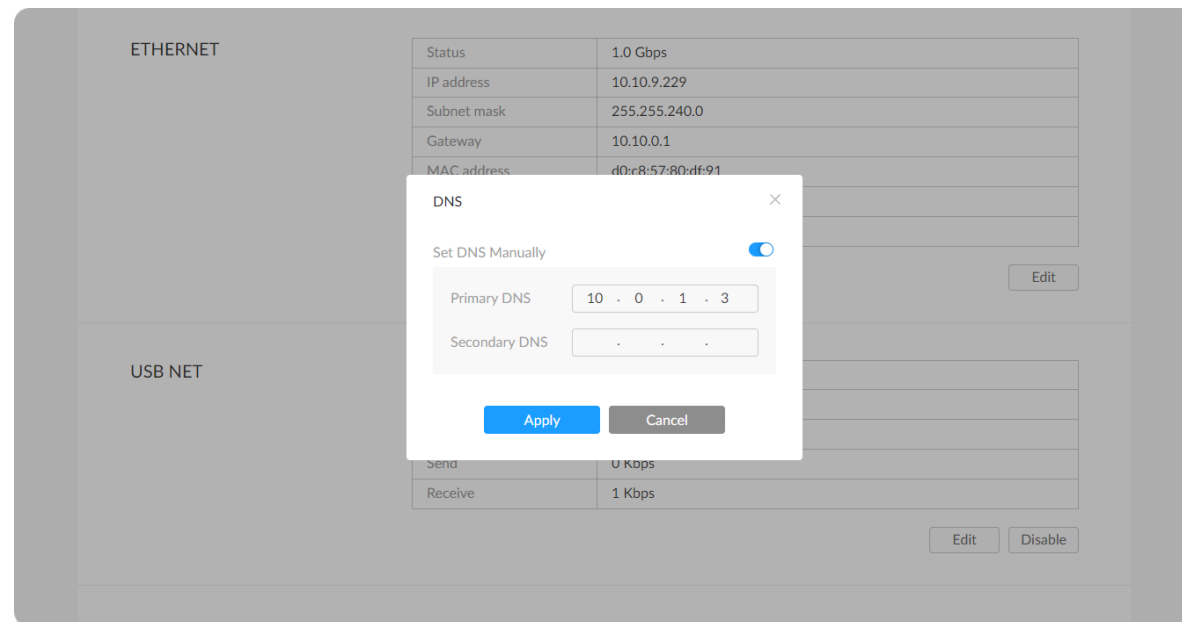 ETHERNET
Status 1.0 Gbps
IP address 10.10.9.229
Subnet mask 255.255.240.0
Gateway 10.10.0.1
MAC address d0:c8:57:80:df:91
DNS
Set DNS Manually
Primary DNS 10 . 0 . 1 . 3
Secondary DNS . . .
Apply Cancel
Edit
USB NET
Send 0 Kbps
Receive 1 Kbps
Edit Disable